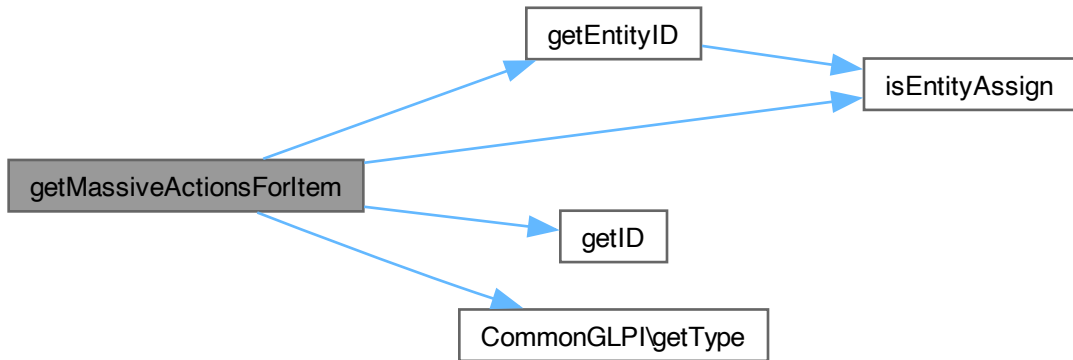 getEntityID
isEntityAssign
getMassiveActionsForItem
getID
CommonGLPI\getType